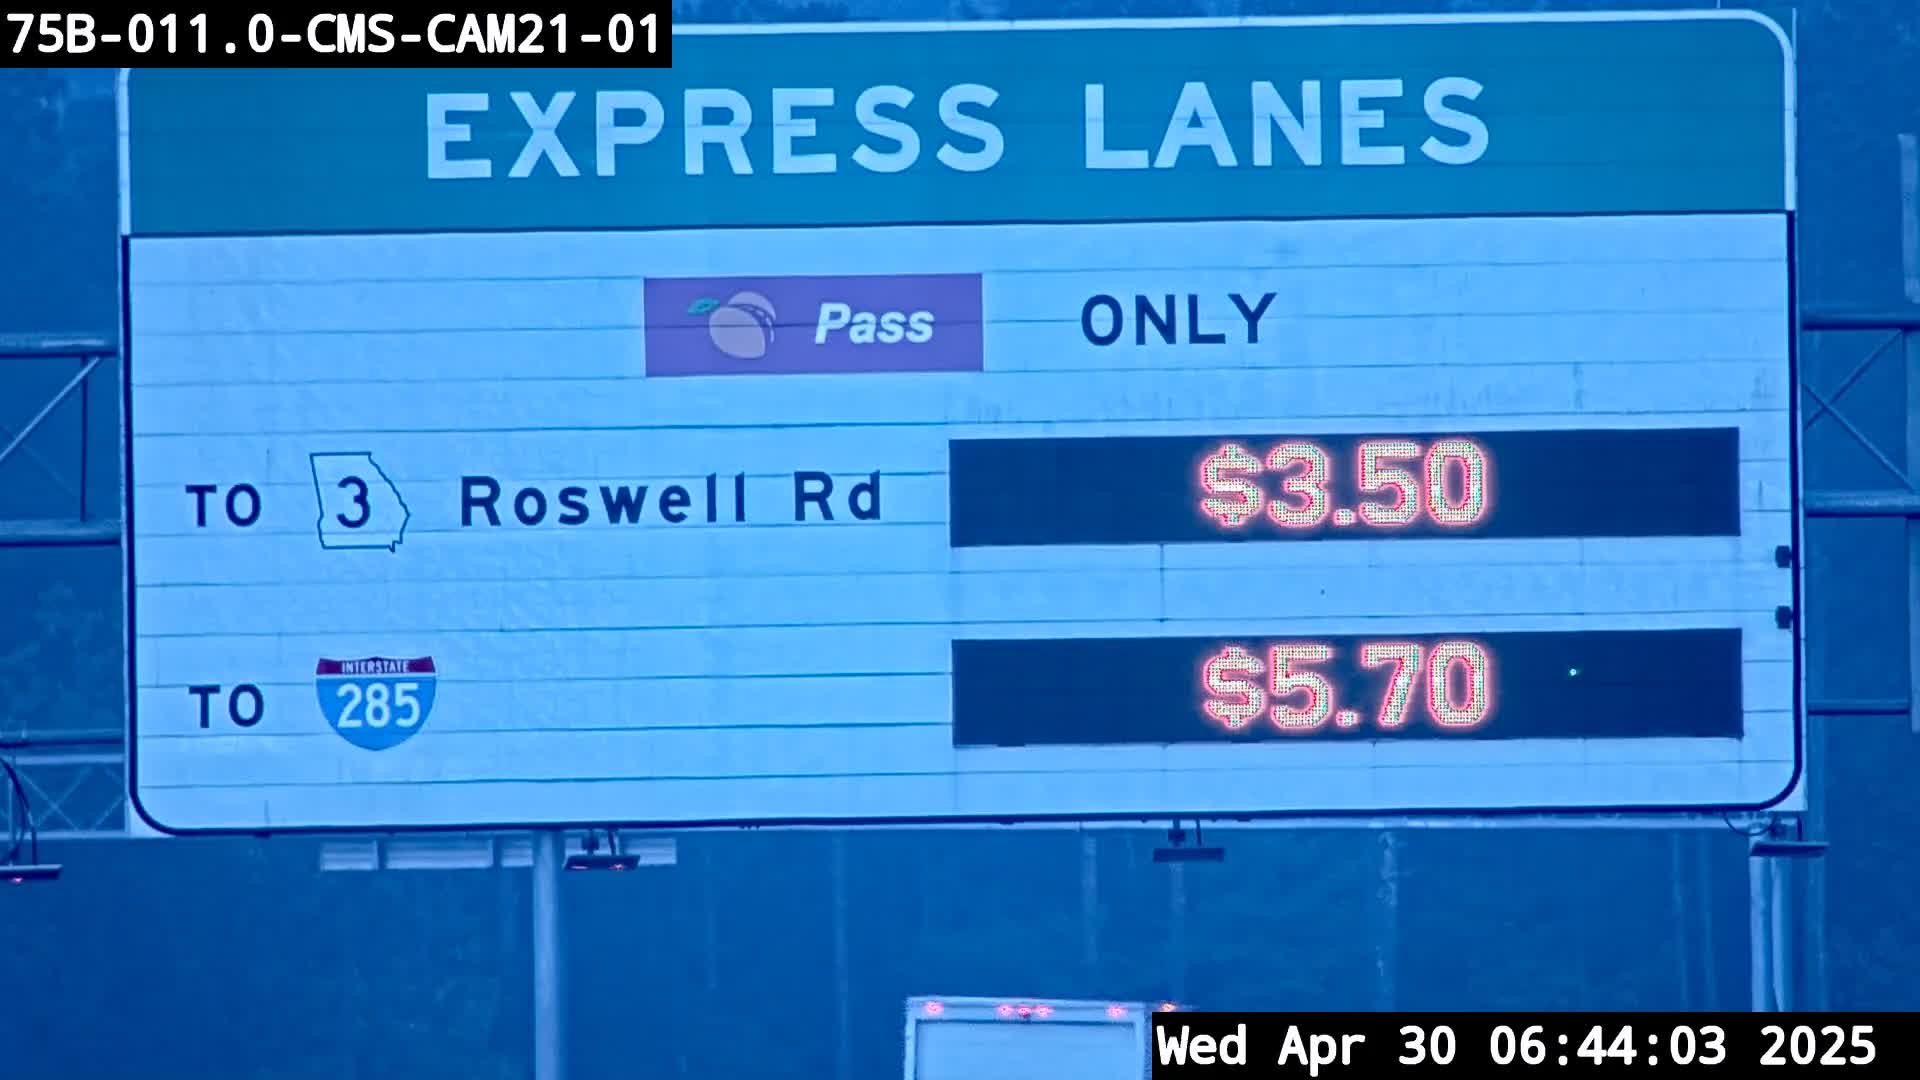 75B-011.0-CMS-CAM21-01
EXPRESS LANES
Pass ONLY
TO 3 Roswell Rd $3.50
INTERSTATE
TO 285 $5.70
Wed Apr 30 06:44:03 2025